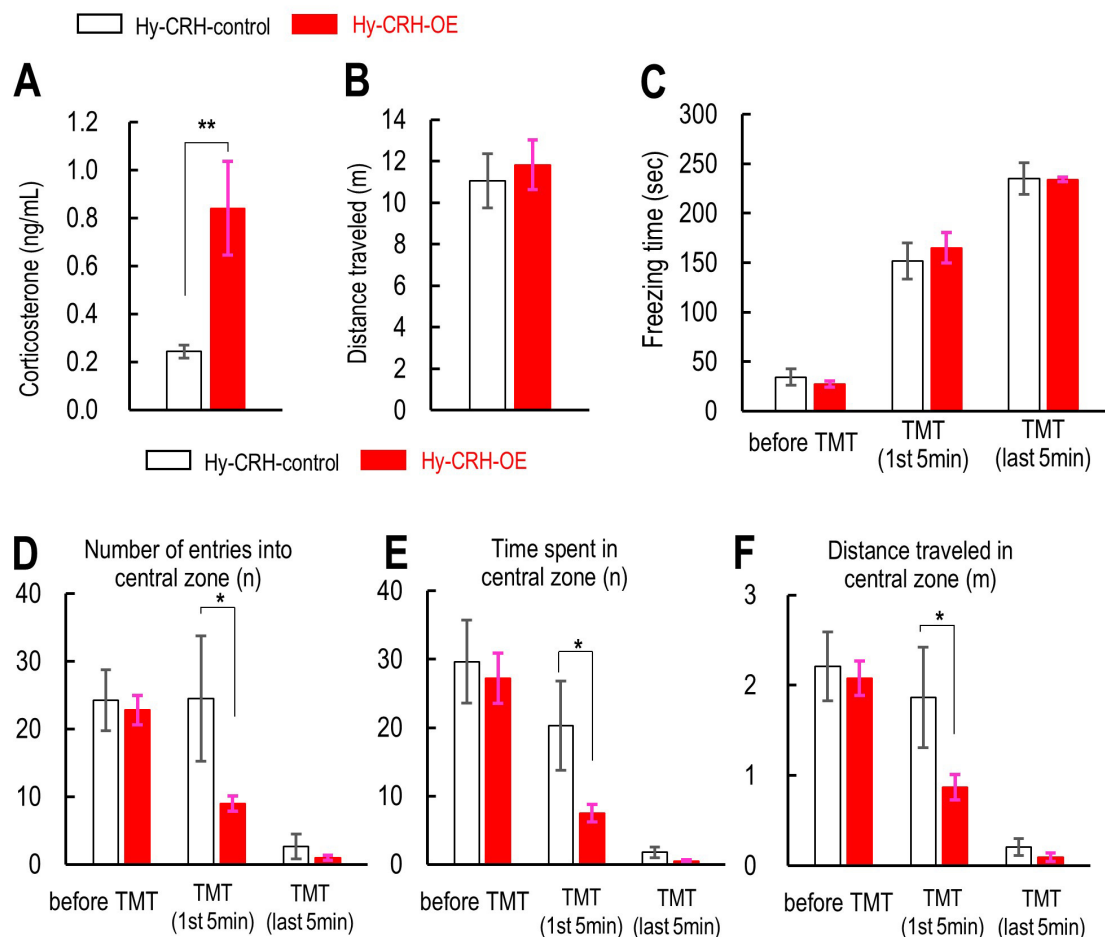 Hy-CRH-control Hy-CRH-OE
A
Corticosterone (ng/mL)
1.2
1.0
0.8
0.6
0.4
0.2
0.0
**
B
Distance traveled (m)
14
12
10
8
6
4
2
0
C
Freezing time (sec)
300
250
200
150
100
50
0
before TMT
TMT
(1st 5min)
TMT
(last 5min)
Hy-CRH-control Hy-CRH-OE
D
Number of entries into
central zone (n)
40
30
20
10
0
*
before TMT
TMT
(1st 5min)
TMT
(last 5min)
E
Time spent in
central zone (n)
40
30
20
10
0
*
before TMT
TMT
(1st 5min)
TMT
(last 5min)
F
Distance traveled in
central zone (m)
3
2
1
0
*
before TMT
TMT
(1st 5min)
TMT
(last 5min)